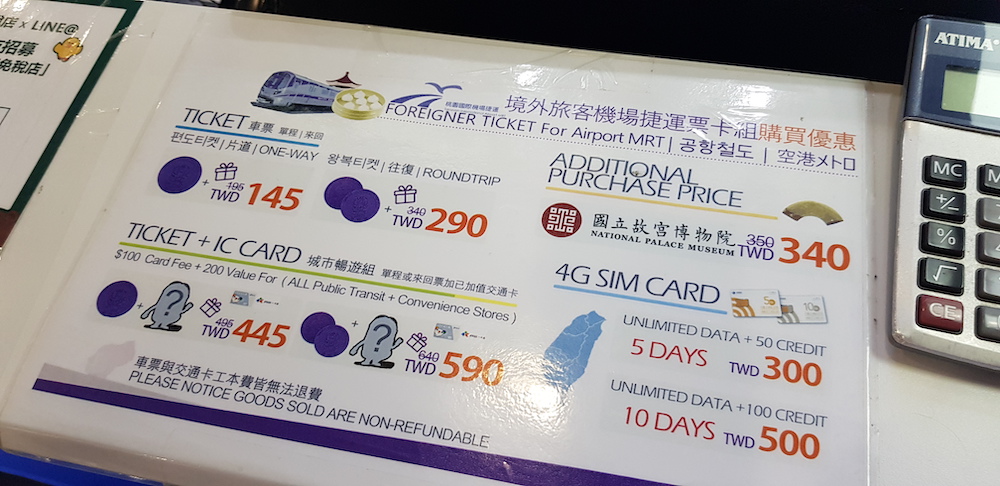 店 x LINE@
招募
免稅店」
桃園國際機場捷運
境外旅客機場捷運票卡組購買優惠
FOREIGNER TICKET For Airport MRT | 공항철도 | 空港メトロ
TICKET 車票 單程 | 來回
편도티켓 | 片道 | ONE-WAY
+ 195
TWD 145
왕복티켓 | 往復 | ROUNDTRIP
+ 340
TWD 290
TICKET + IC CARD 城市暢遊組 單程或來回票加已加值交通卡
$100 Card Fee + 200 Value For ( ALL Public Transit + Convenience Stores )
+ ? 495
TWD 445
+ ? 640
TWD 590
車票與交通卡工本費皆無法退費
PLEASE NOTICE GOODS SOLD ARE NON-REFUNDABLE
ADDITIONAL
PURCHASE PRICE
國立故宮博物院
NATIONAL PALACE MUSEUM
350
TWD 340
4G SIM CARD
UNLIMITED DATA + 50 CREDIT
5 DAYS TWD 300
UNLIMITED DATA +100 CREDIT
10 DAYS TWD 500
ATIMA
MC
M
+/-
%
√
CE